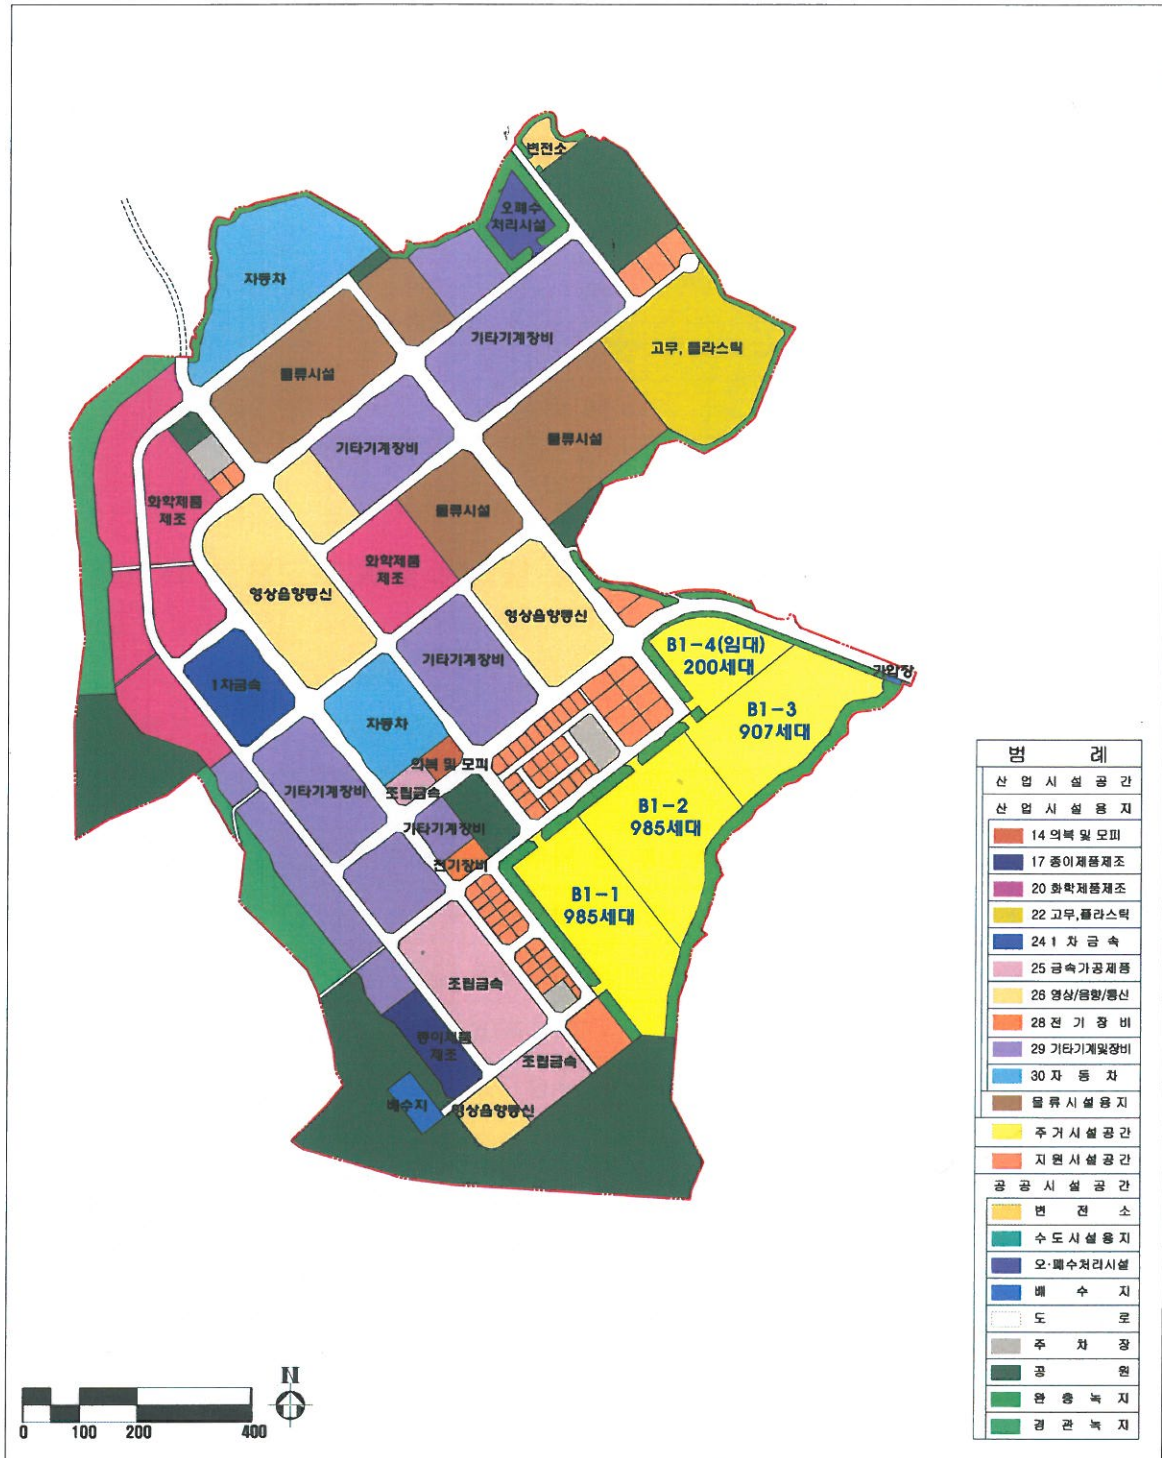 변전소
오폐수
처리시설
자동차
기타기계장비
고무, 플라스틱
물류시설
물류시설
기타기계장비
물류시설
화학제품
제조
화학제품
제조
영상음향통신
영상음향통신
B1-4(임대)
200세대
기타기계장비
가압장
1차금속
B1-3
907세대
자동차
의복 및 모피
조립금속
기타기계장비
B1-2
985세대
기타기계장비
전기장비
B1-1
985세대
조립금속
종이제품
제조
조립금속
배수지
영상음향통신
범 례
산 업 시 설 공 간
산 업 시 설 용 지
14 의복 및 모피
17 종이제품제조
20 화학제품제조
22 고무,플라스틱
24 1 차 금 속
25 금속가공제품
26 영상/음향/통신
28 전 기 장 비
29 기타기계및장비
30 자 동 차
물류시설용지
주거시설공간
지원시설공간
공 공 시 설 공 간
변 전 소
수도시설용지
오·폐수처리시설
배 수 지
도 로
주 차 장
공 원
완 충 녹 지
경 관 녹 지
N
0 100 200 400